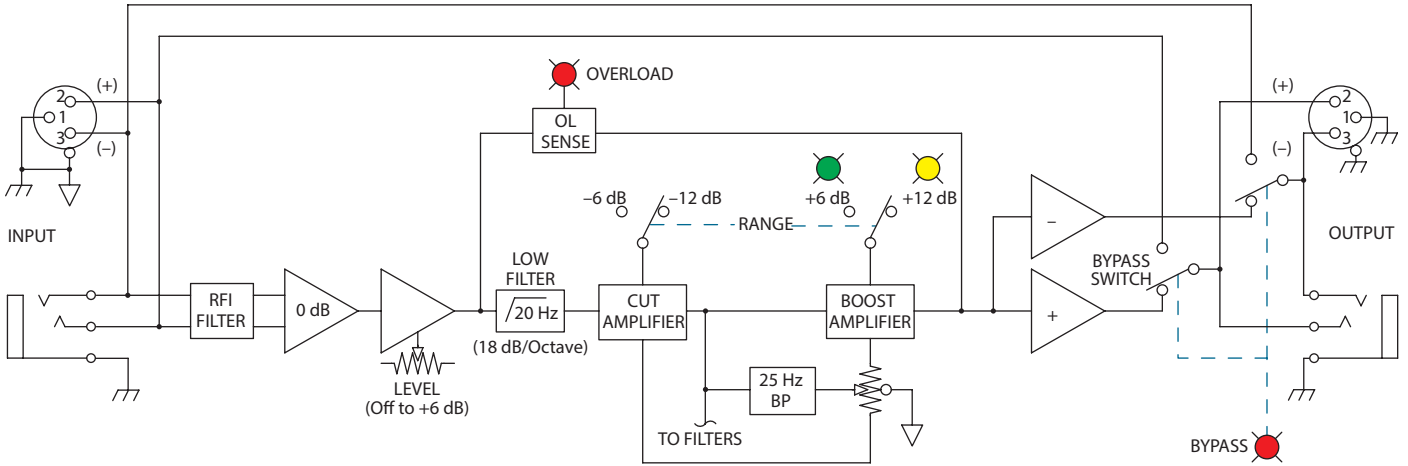 OVERLOAD
(+)
2
1
3
(–)
OL
SENSE
(+)
2
1
3
(–)
–6 dB
–12 dB
RANGE
+6 dB
+12 dB
INPUT
OUTPUT
–
+
BYPASS
SWITCH
RFI
FILTER
0 dB
LEVEL
(Off to +6 dB)
LOW
FILTER
20 Hz
(18 dB/Octave)
CUT
AMPLIFIER
BOOST
AMPLIFIER
25 Hz
BP
TO FILTERS
BYPASS